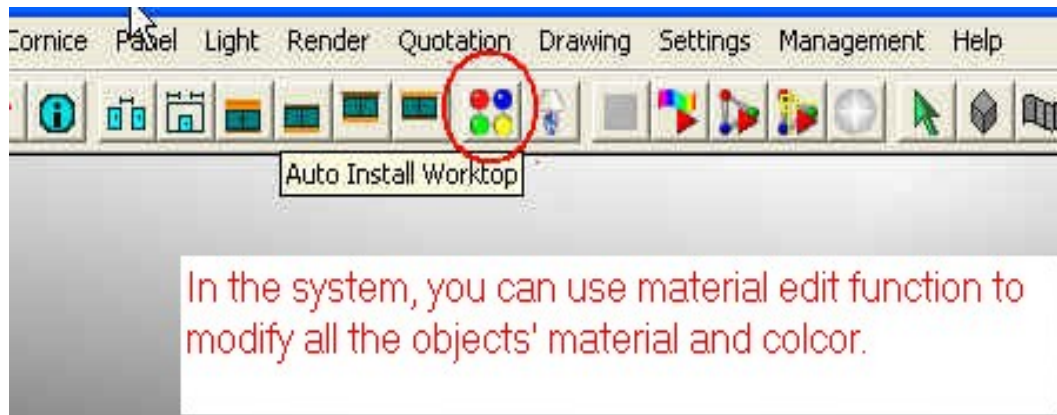 Cornice Panel Light Render Quotation Drawing Settings Management Help
Auto Install Worktop
In the system, you can use material edit function to
modify all the objects' material and colcor.